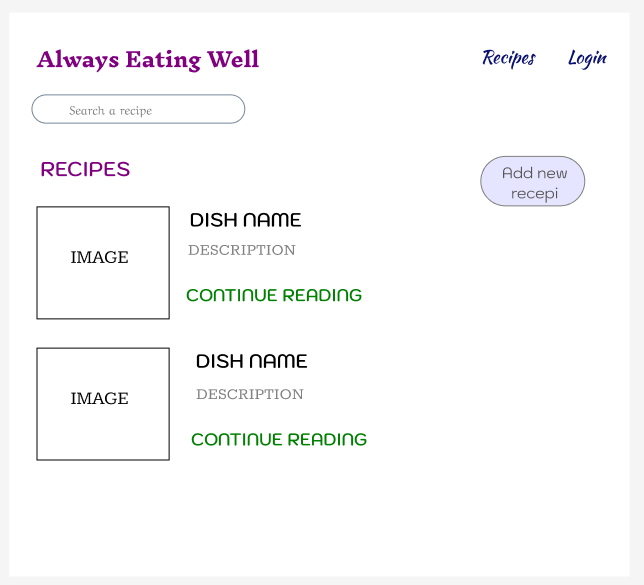 Always Eating Well
Recipes
Login
Search a recipe
RECIPES
Add new
recepi
IMAGE
DISH NAME
DESCRIPTION
CONTINUE READING
IMAGE
DISH NAME
DESCRIPTION
CONTINUE READING